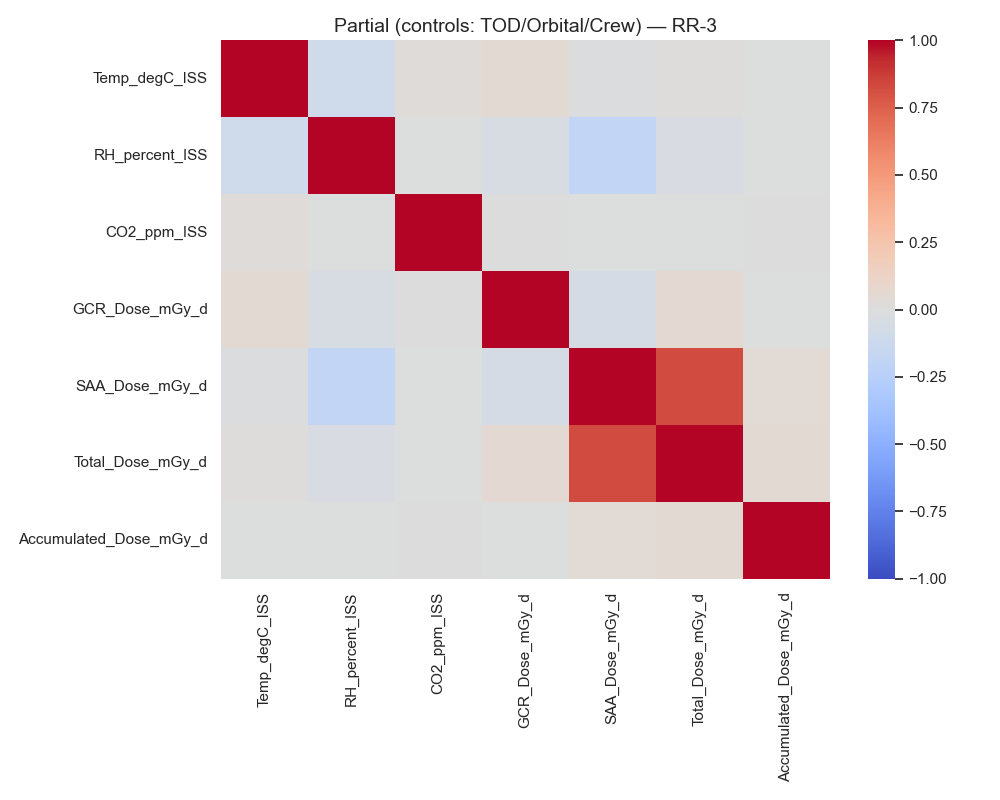 Partial (controls: TOD/Orbital/Crew) — RR-3
Temp_degC_ISS
RH_percent_ISS
CO2_ppm_ISS
GCR_Dose_mGy_d
SAA_Dose_mGy_d
Total_Dose_mGy_d
Accumulated_Dose_mGy_d
Temp_degC_ISS
RH_percent_ISS
CO2_ppm_ISS
GCR_Dose_mGy_d
SAA_Dose_mGy_d
Total_Dose_mGy_d
Accumulated_Dose_mGy_d
1.00
0.75
0.50
0.25
0.00
−0.25
−0.50
−0.75
−1.00